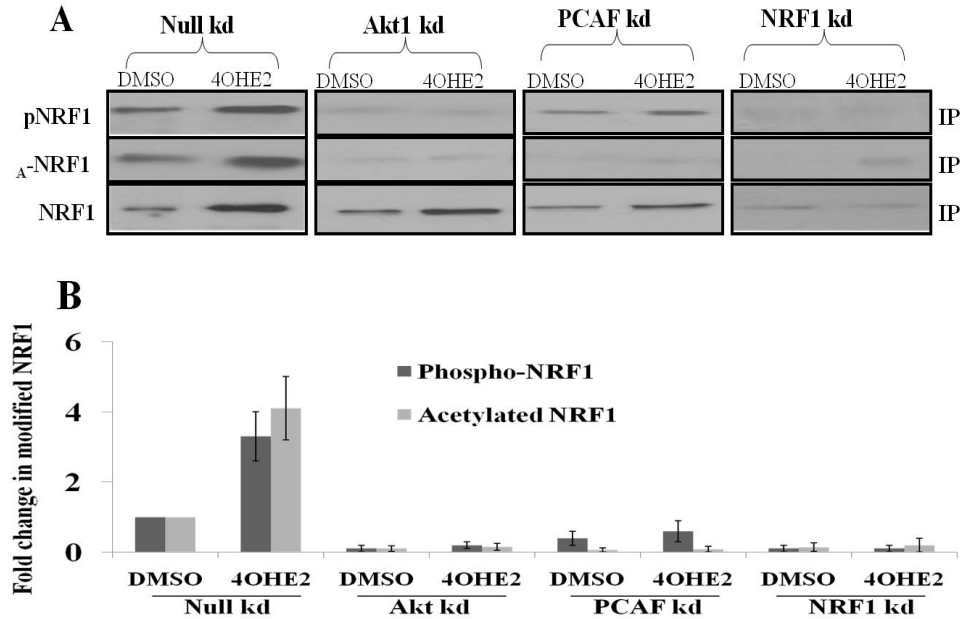 A
Null kd
Akt1 kd
PCAF kd
NRF1 kd
DMSO 4OHE2 DMSO 4OHE2 DMSO 4OHE2 DMSO 4OHE2
pNRF1 IP
A-NRF1 IP
NRF1 IP
B
Fold change in modified NRF1
6
4
2
0
Phospho-NRF1
Acetylated NRF1
DMSO 4OHE2 DMSO 4OHE2 DMSO 4OHE2 DMSO 4OHE2
Null kd Akt kd PCAF kd NRF1 kd